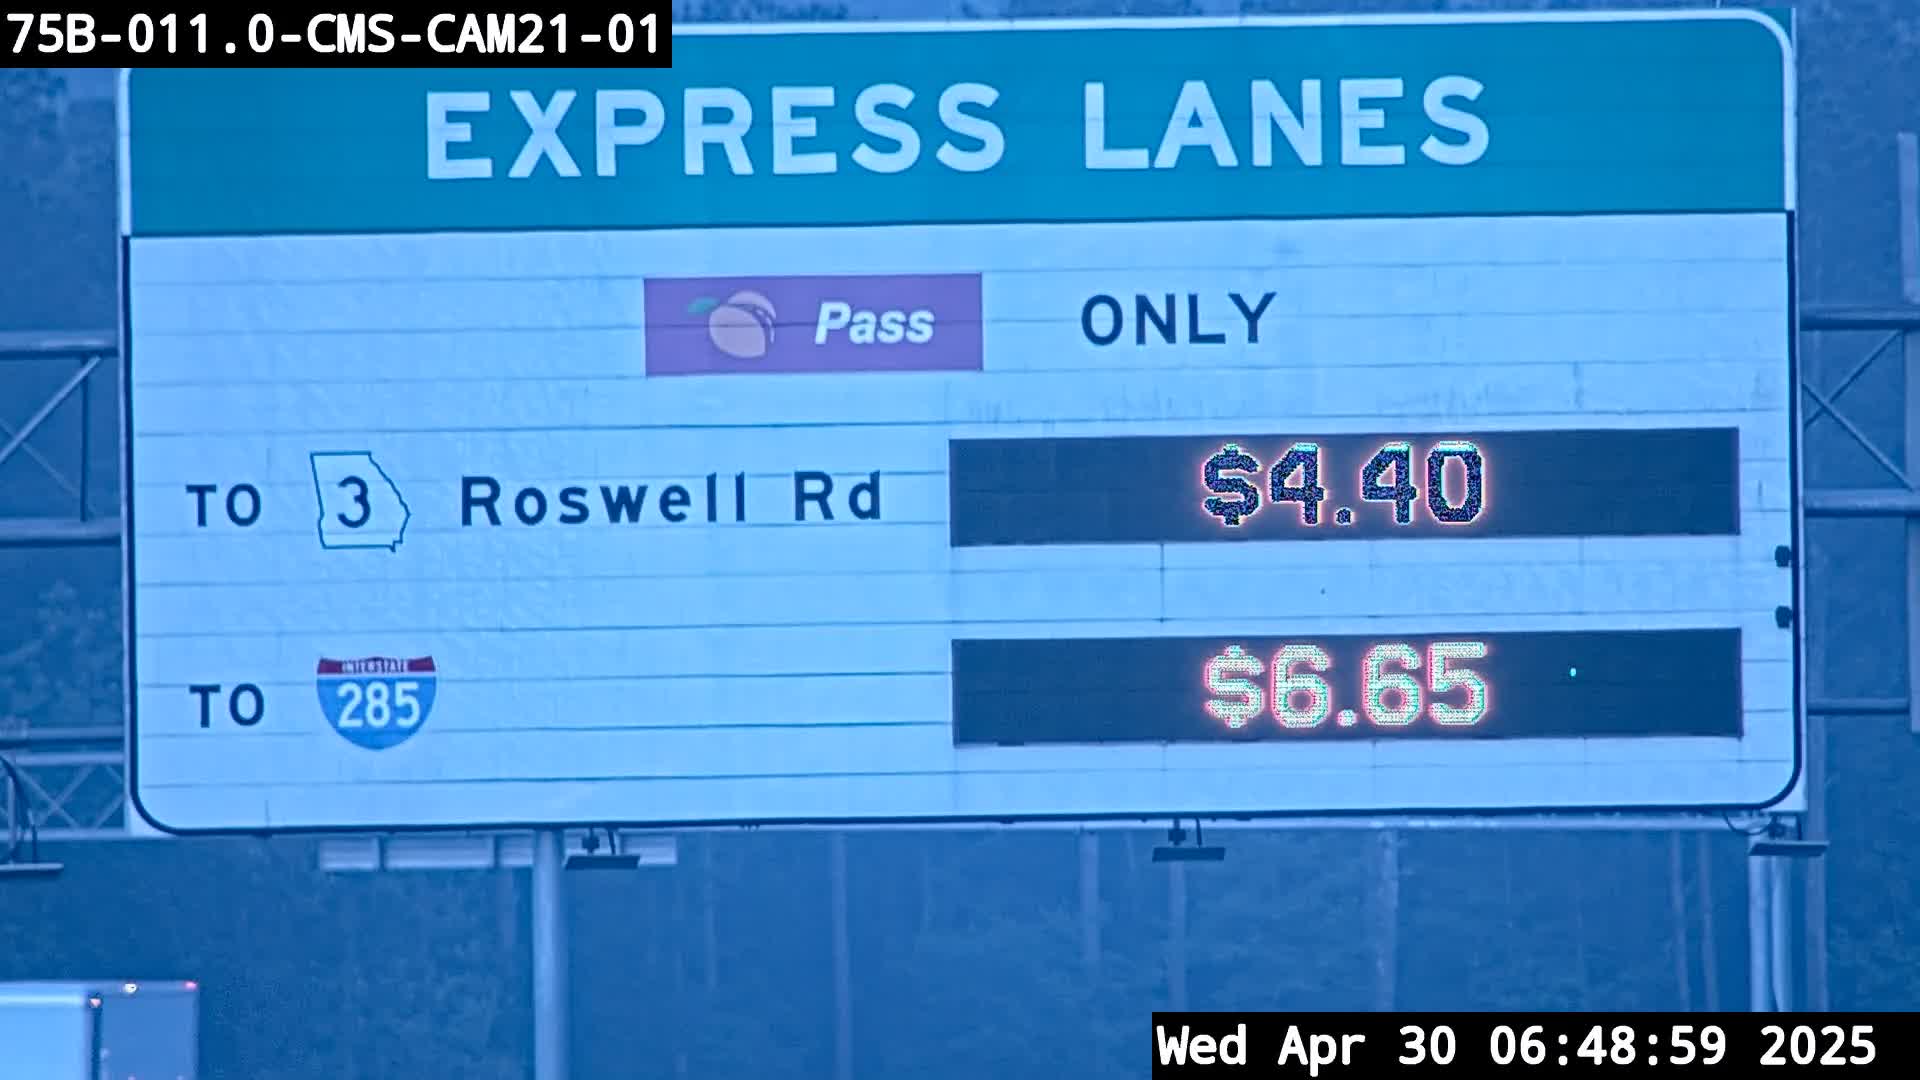 75B-011.0-CMS-CAM21-01
EXPRESS LANES
Pass ONLY
TO 3 Roswell Rd $4.40
INTERSTATE
TO 285 $6.65
Wed Apr 30 06:48:59 2025